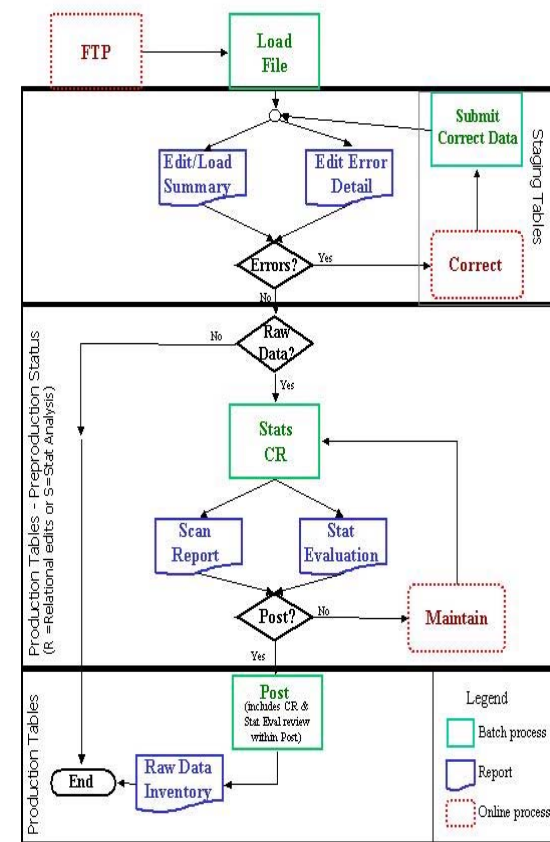 FTP
Load
File
Submit
Correct Data
Edit/Load
Summary
Edit Error
Detail
Staging Tables
Errors?
Yes
Correct
No
Raw
Data?
No
Yes
Stats
CR
Production Tables - Preproduction Status
(R =Relational edits or S=Stat Analysis)
Scan
Report
Stat
Evaluation
Post?
No
Maintain
Yes
Post
(includes CR &
Stat Eval review
within Post)
Production Tables
End
Raw Data
Inventory
Legend
Batch process
Report
Online process